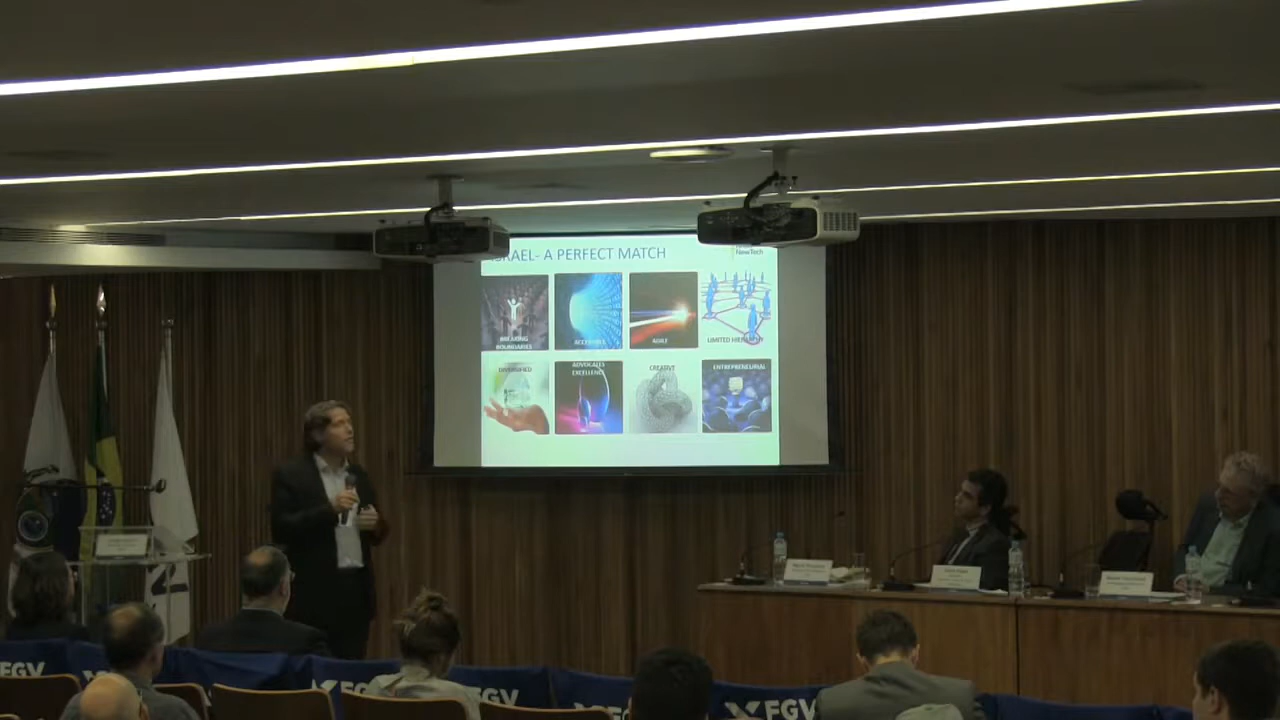 ISRAEL- A PERFECT MATCH
NewTech
BREAKING
BOUNDARIES
ACCESSIBLE
AGILE
LIMITED HIERARCHY
DIVERSIFIED
ADVOCATES
EXCELLENCE
CREATIVE
ENTREPRENEURIAL
FGV
FGV
FGV
FGV
FGV